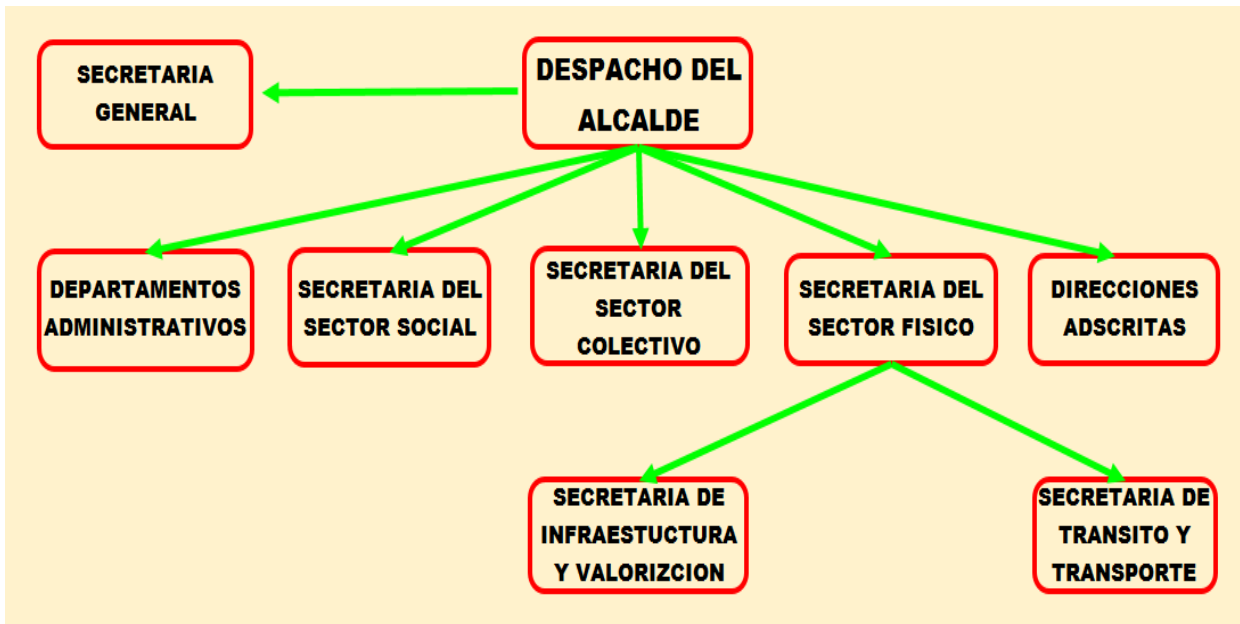 SECRETARIA
GENERAL
DESPACHO DEL
ALCALDE
DEPARTAMENTOS
ADMINISTRATIVOS
SECRETARIA DEL
SECTOR SOCIAL
SECRETARIA DEL
SECTOR
COLECTIVO
SECRETARIA DEL
SECTOR FISICO
DIRECCIONES
ADSCRITAS
SECRETARIA DE
INFRAESTUCTURA
Y VALORIZCION
SECRETARIA DE
TRANSITO Y
TRANSPORTE